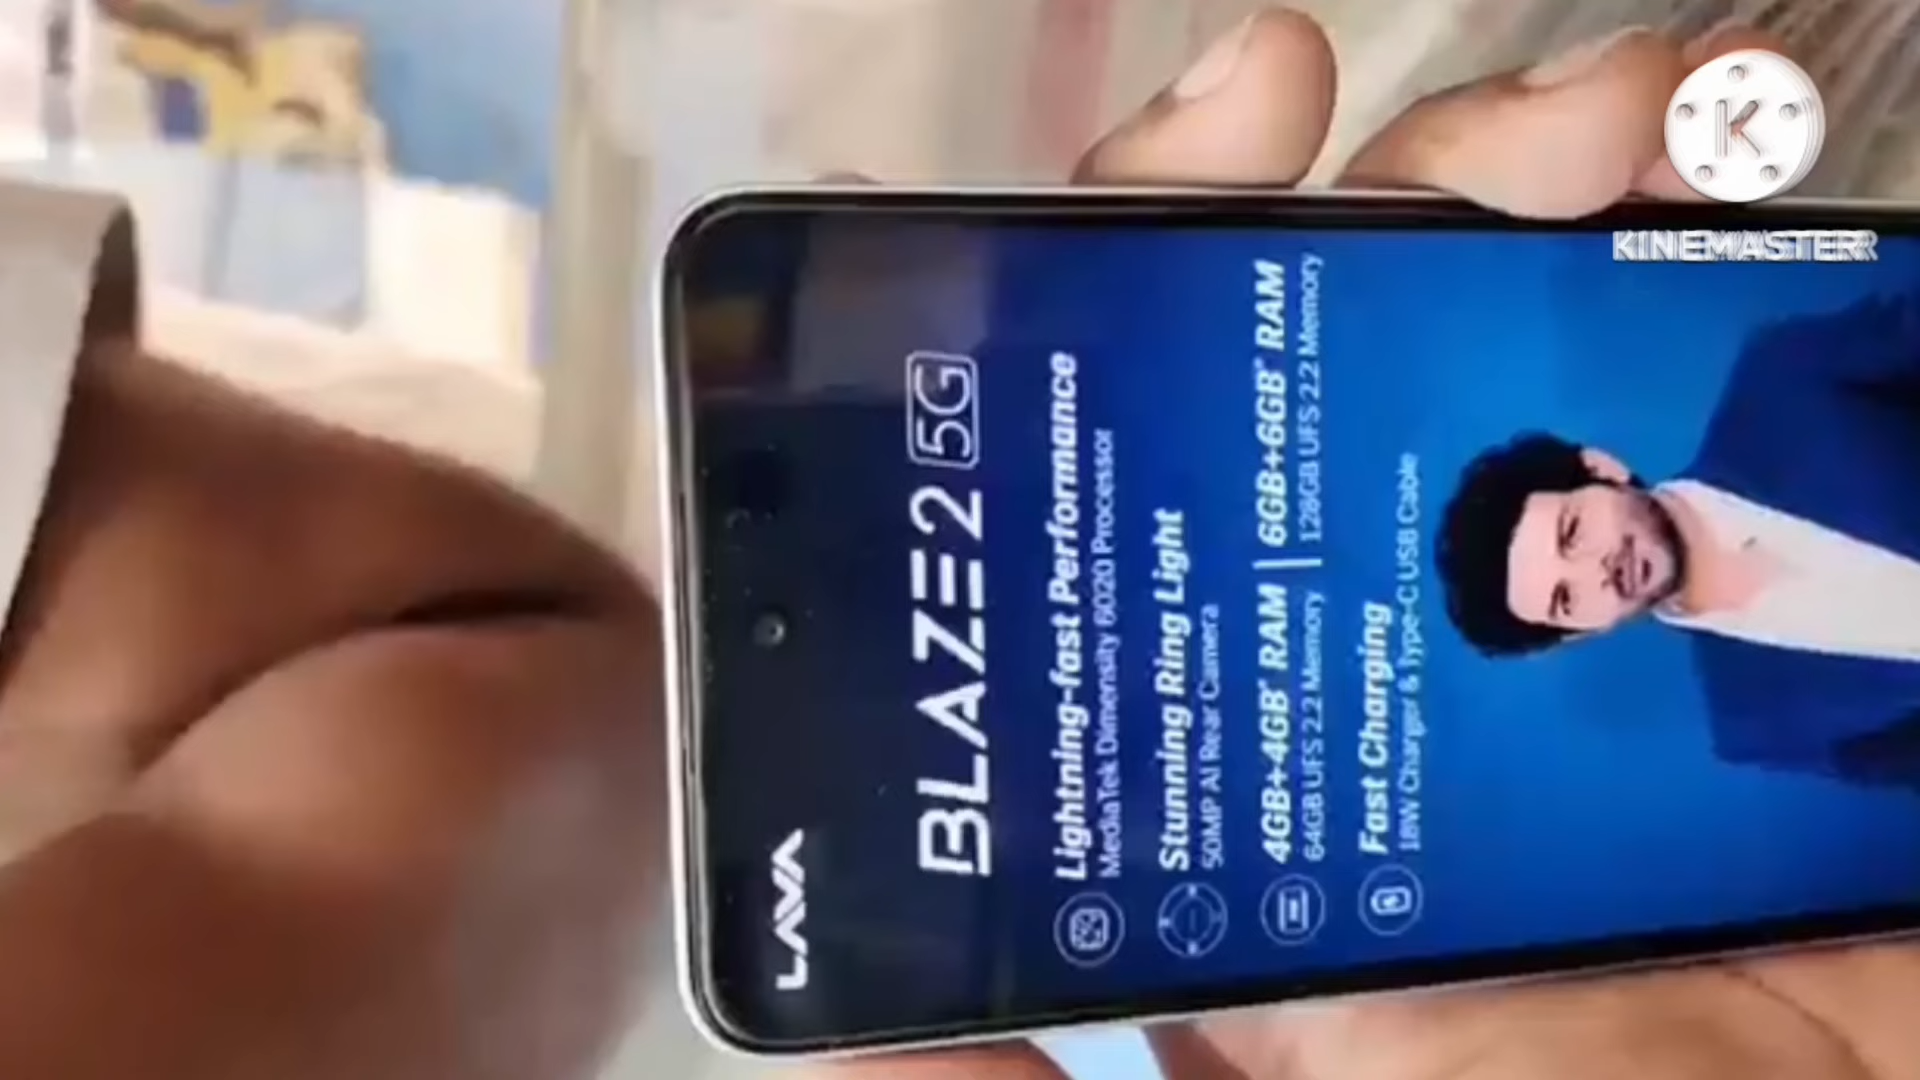 LAVA
BLAZE 2 5G
Lightning-fast Performance
MediaTek Dimensity 6020 Processor
Stunning Ring Light
50MP AI Rear Camera
4GB+4GB* RAM | 6GB+6GB* RAM
64GB UFS 2.2 Memory | 128GB UFS 2.2 Memory
Fast Charging
18W Charger & Type-C USB Cable
K
KINEMASTER